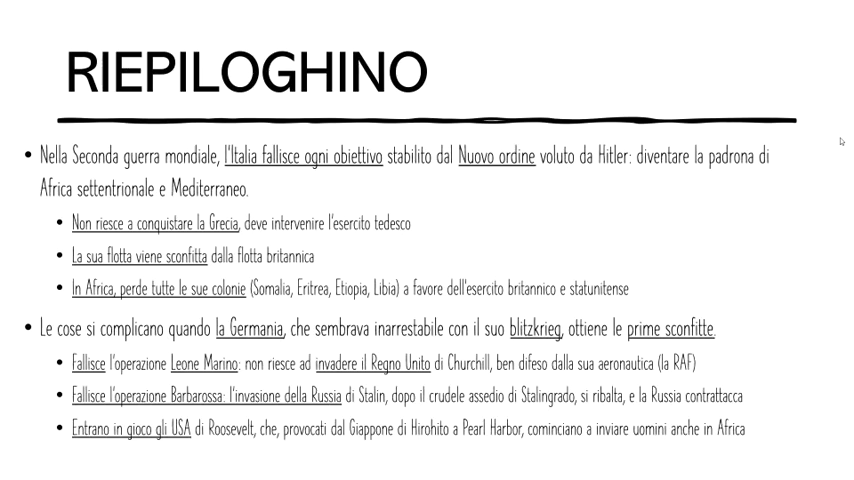 RIEPILOGHINO
• Nella Seconda guerra mondiale, l'Italia fallisce ogni obiettivo stabilito dal Nuovo ordine voluto da Hitler: diventare la padrona di
Africa settentrionale e Mediterraneo.
• Non riesce a conquistare la Grecia, deve intervenire l'esercito tedesco
• La sua flotta viene sconfitta dalla flotta britannica
• In Africa, perde tutte le sue colonie (Somalia, Eritrea, Etiopia, Libia) a favore dell'esercito britannico e statunitense
• Le cose si complicano quando la Germania, che sembrava inarrestabile con il suo blitzkrieg, ottiene le prime sconfitte.
• Fallisce l'operazione Leone Marino: non riesce ad invadere il Regno Unito di Churchill, ben difeso dalla sua aeronautica (la RAF)
• Fallisce l'operazione Barbarossa: l'invasione della Russia di Stalin, dopo il crudele assedio di Stalingrado, si ribalta, e la Russia contrattacca
• Entrano in gioco gli USA di Roosevelt, che, provocati dal Giappone di Hirohito a Pearl Harbor, cominciano a inviare uomini anche in Africa